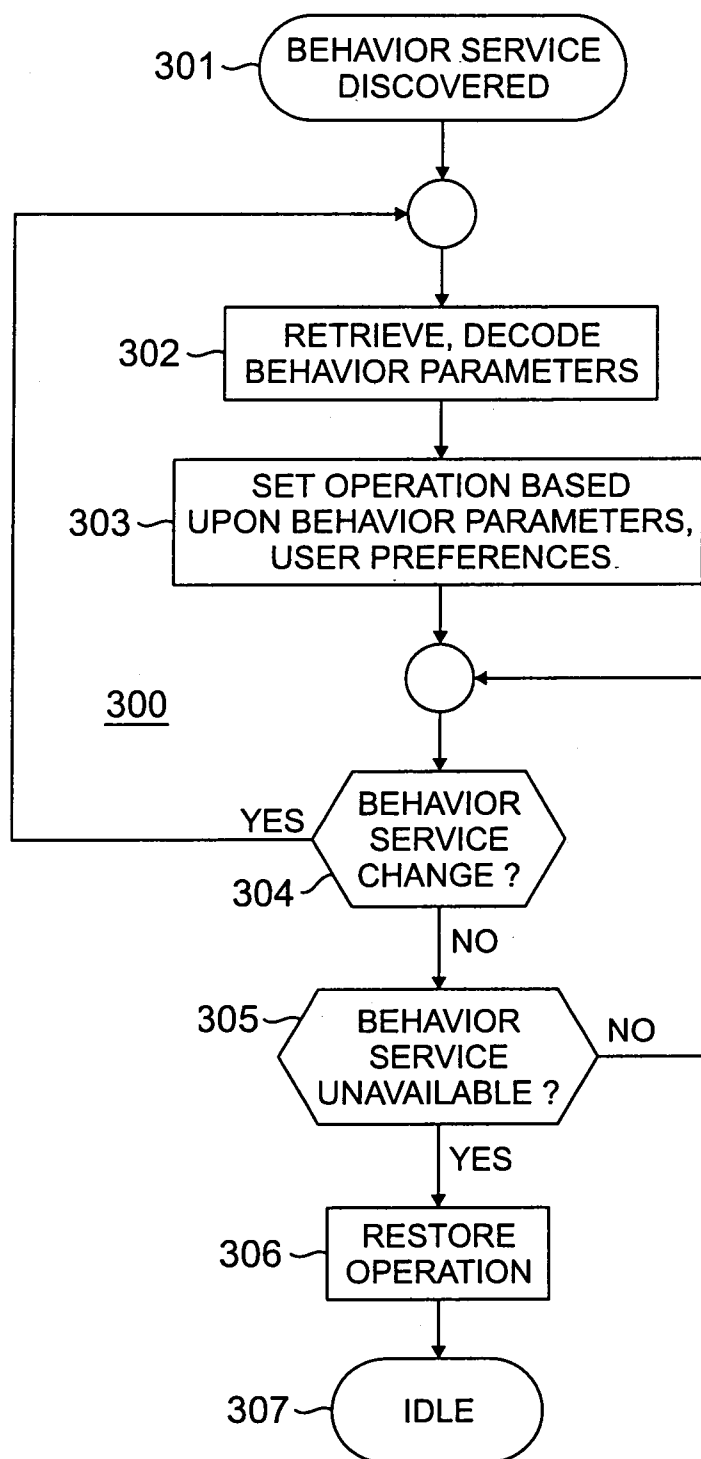 301
BEHAVIOR SERVICE
DISCOVERED
302
RETRIEVE, DECODE
BEHAVIOR PARAMETERS
303
SET OPERATION BASED
UPON BEHAVIOR PARAMETERS,
USER PREFERENCES
300
YES
BEHAVIOR
SERVICE
CHANGE ?
304
NO
305
BEHAVIOR
SERVICE
UNAVAILABLE ?
NO
YES
306
RESTORE
OPERATION
307
IDLE